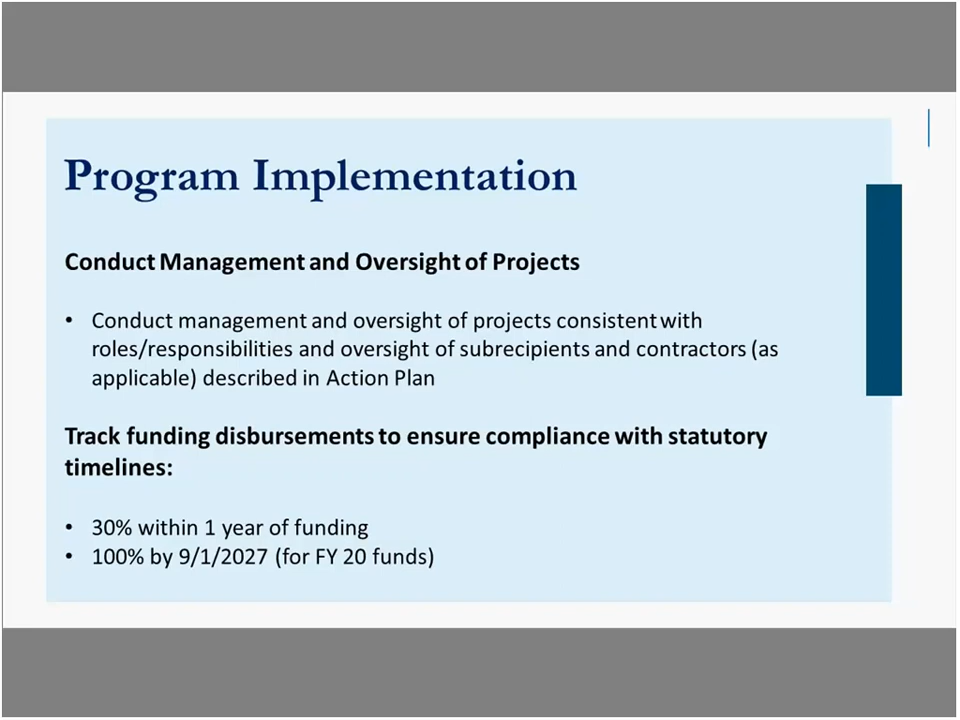 Program Implementation
Conduct Management and Oversight of Projects
• Conduct management and oversight of projects consistent with
roles/responsibilities and oversight of subrecipients and contractors (as
applicable) described in Action Plan
Track funding disbursements to ensure compliance with statutory
timelines:
• 30% within 1 year of funding
• 100% by 9/1/2027 (for FY 20 funds)